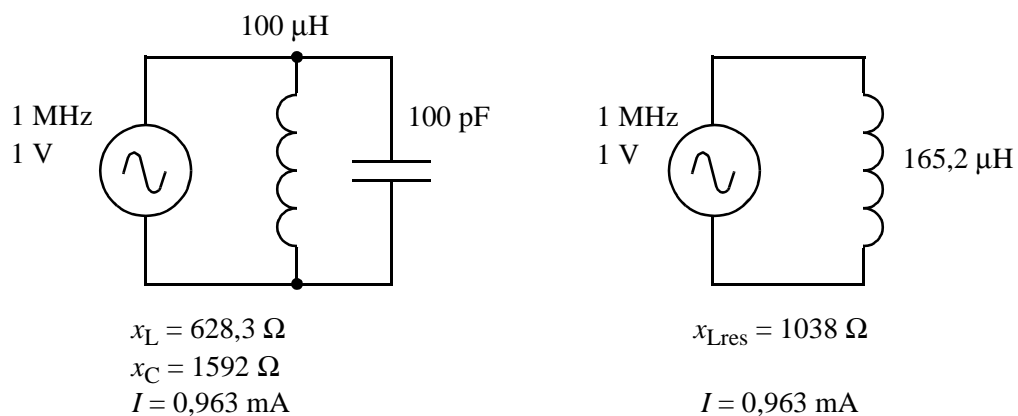 100 μH
1 MHz
1 V
100 pF
x_L = 628,3 Ω
x_C = 1592 Ω
I = 0,963 mA
1 MHz
1 V
165,2 μH
x_Lres = 1038 Ω
I = 0,963 mA